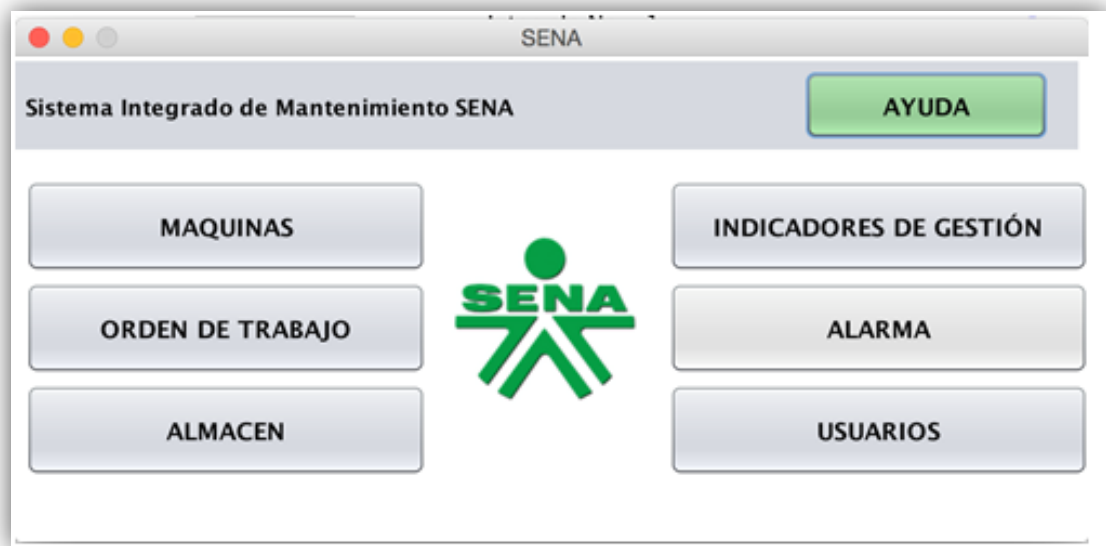 SENA
Sistema Integrado de Mantenimiento SENA
AYUDA
MAQUINAS
INDICADORES DE GESTIÓN
SENA
ORDEN DE TRABAJO
ALARMA
ALMACEN
USUARIOS